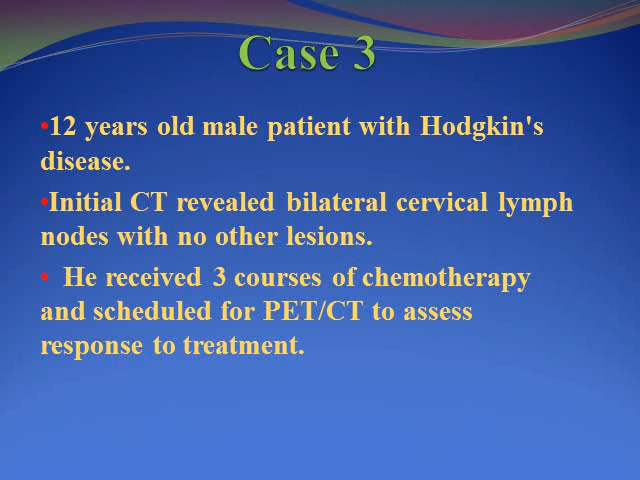 Case 3
•12 years old male patient with Hodgkin's
disease.
•Initial CT revealed bilateral cervical lymph
nodes with no other lesions.
• He received 3 courses of chemotherapy
and scheduled for PET/CT to assess
response to treatment.